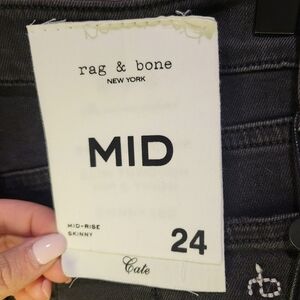 rag & bone
NEW YORK
MID
MID-RISE
SKINNY
24
Cate